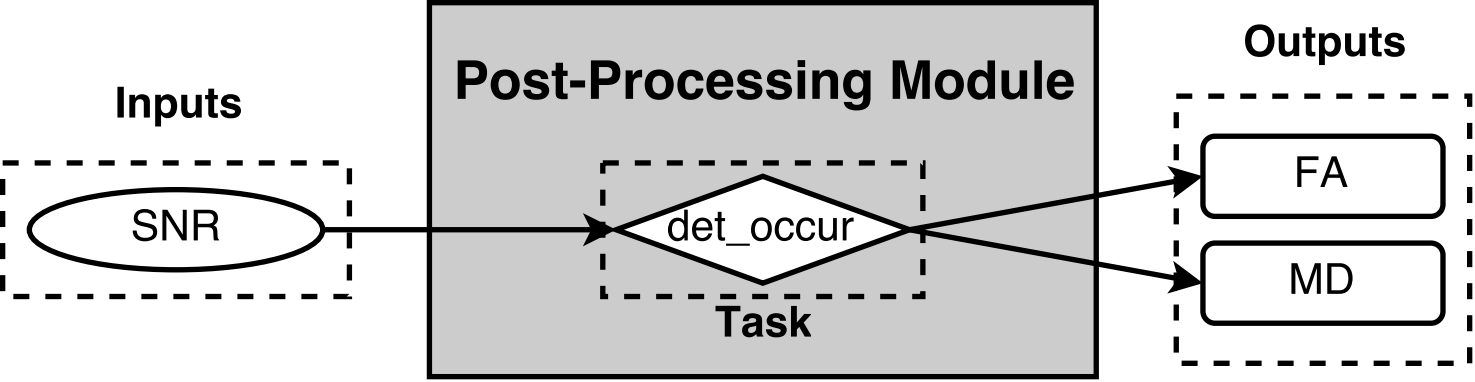 Inputs
SNR
Post-Processing Module
det_occur
Task
Outputs
FA
MD